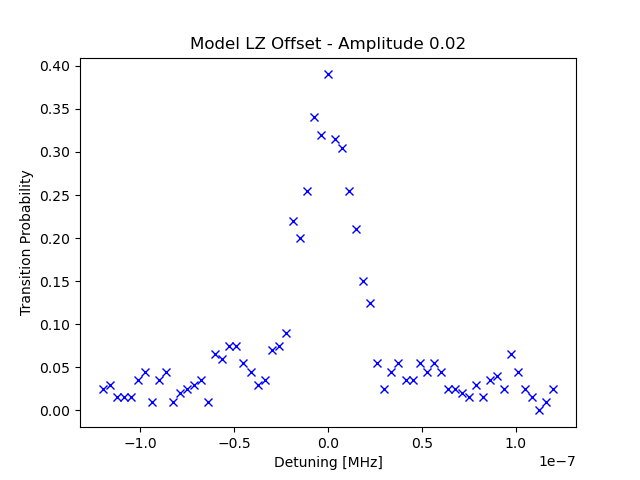 Model LZ Offset - Amplitude 0.02
0.40
0.35
0.30
0.25
0.20
0.15
0.10
0.05
0.00
Transition Probability
−1.0 −0.5 0.0 0.5 1.0
1e−7
Detuning [MHz]